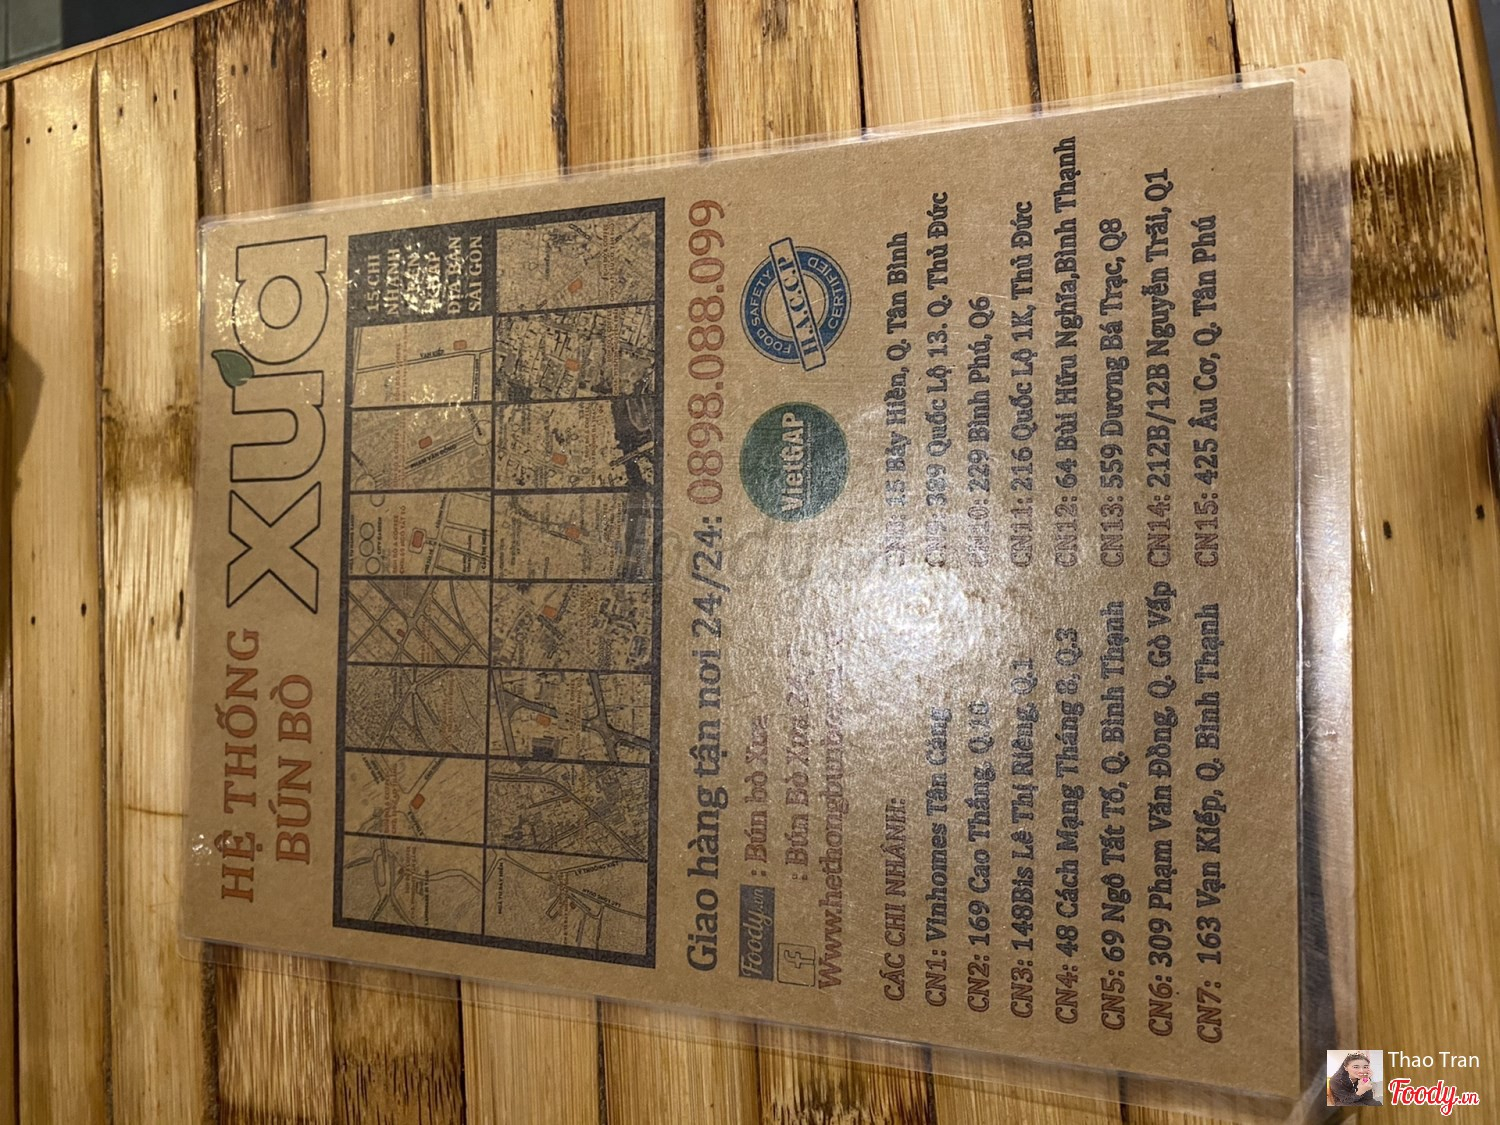 HỆ THỐNG
BÚN BÒ
xưa
15 CHI
NHÁNH
KHẮP
ĐỊA BÀN
SÀI GÒN
Giao hàng tận nơi 24/24: 0898.088.099
Foody.vn : Bún bò Xưa
f : Bún Bò Xưa 24
FOOD SAFETY
H.A.C.C.P
CERTIFIED
VietGAP
CÁC CHI NHÁNH:
CN1: Vinhomes Tân Cảng
CN2: 169 Cao Thắng, Q.10
CN3: 148Bis Lê Thị Riêng, Q.1
CN4: 48 Cách Mạng Tháng 8, Q.3
CN5: 69 Ngô Tất Tố, Q. Bình Thạnh
CN6: 309 Phạm Văn Đồng, Q. Gò Vấp
CN7: 163 Vạn Kiếp, Q. Bình Thạnh
15 Bảy Hiền, Q. Tân Bình
CN9: 389 Quốc Lộ 13. Q. Thủ Đức
CN10: 229 Bình Phú, Q6
CN11: 216 Quốc Lộ 1K, Thủ Đức
CN12: 64 Bùi Hữu Nghĩa,Bình Thạnh
CN13: 559 Dương Bá Trạc, Q8
CN14: 212B/12B Nguyễn Trãi, Q1
CN15: 425 Âu Cơ, Q. Tân Phú
Thao Tran
Foody.vn